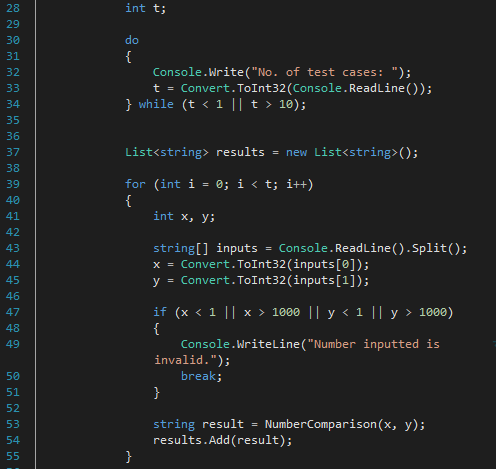 28 int t;
29
30 do
31 {
32 Console.Write("No. of test cases: ");
33 t = Convert.ToInt32(Console.ReadLine());
34 } while (t < 1 || t > 10);
35
36
37 List<string> results = new List<string>();
38
39 for (int i = 0; i < t; i++)
40 {
41 int x, y;
42
43 string[] inputs = Console.ReadLine().Split();
44 x = Convert.ToInt32(inputs[0]);
45 y = Convert.ToInt32(inputs[1]);
46
47 if (x < 1 || x > 1000 || y < 1 || y > 1000)
48 {
49 Console.WriteLine("Number inputted is
invalid.");
50 break;
51 }
52
53 string result = NumberComparison(x, y);
54 results.Add(result);
55 }